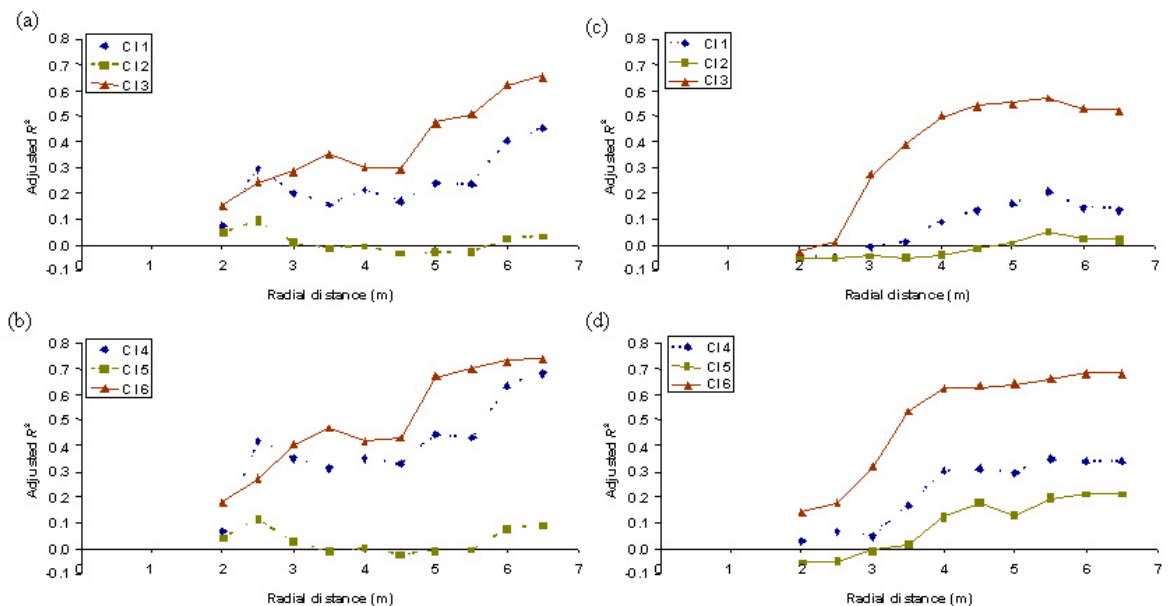 (a)
Adjusted R²
0.8
0.7
0.6
0.5
0.4
0.3
0.2
0.1
0.0
-0.1
CI1
CI2
CI3
0 1 2 3 4 5 6 7
Radial distance (m)
(c)
Adjusted R²
0.8
0.7
0.6
0.5
0.4
0.3
0.2
0.1
0.0
-0.1
CI1
CI2
CI3
0 1 2 3 4 5 6 7
Radial distance (m)
(b)
Adjusted R²
0.8
0.7
0.6
0.5
0.4
0.3
0.2
0.1
0.0
-0.1
CI4
CI5
CI6
0 1 2 3 4 5 6 7
Radial distance (m)
(d)
Adjusted R²
0.8
0.7
0.6
0.5
0.4
0.3
0.2
0.1
0.0
-0.1
CI4
CI5
CI6
0 1 2 3 4 5 6 7
Radial distance (m)